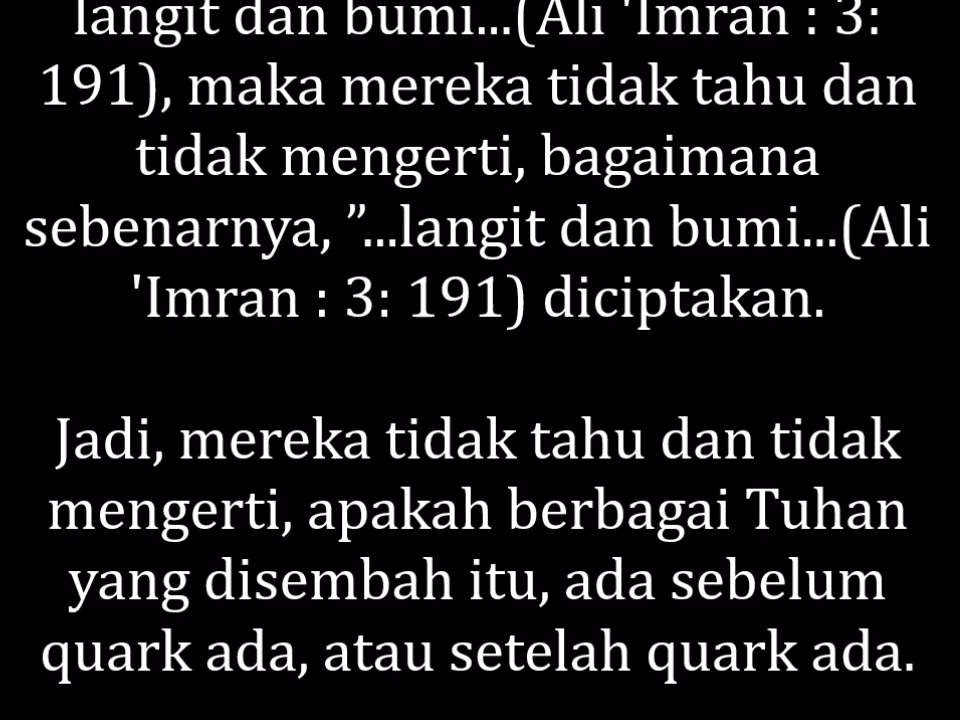 langit dan bumi...(Ali 'Imran : 3:
191), maka mereka tidak tahu dan
tidak mengerti, bagaimana
sebenarnya, ”...langit dan bumi...(Ali
'Imran : 3: 191) diciptakan.
Jadi, mereka tidak tahu dan tidak
mengerti, apakah berbagai Tuhan
yang disembah itu, ada sebelum
quark ada, atau setelah quark ada.